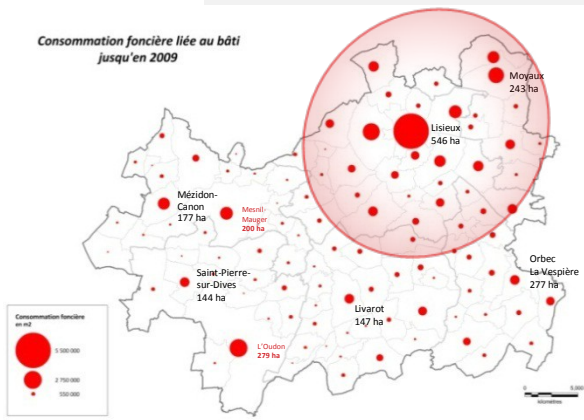 Consommation foncière liée au bâti
jusqu'en 2009
Moyaux
243 ha
Lisieux
546 ha
Mézidon-
Canon
177 ha
Mesnil-
Mauger
200 ha
Saint-Pierre-
sur-Dives
144 ha
Orbec
La Vespière
277 ha
Livarot
147 ha
L'Oudon
279 ha
Consommation foncière
en m2
5 500 000
2 750 000
550 000
0
5,000
Kilomètres